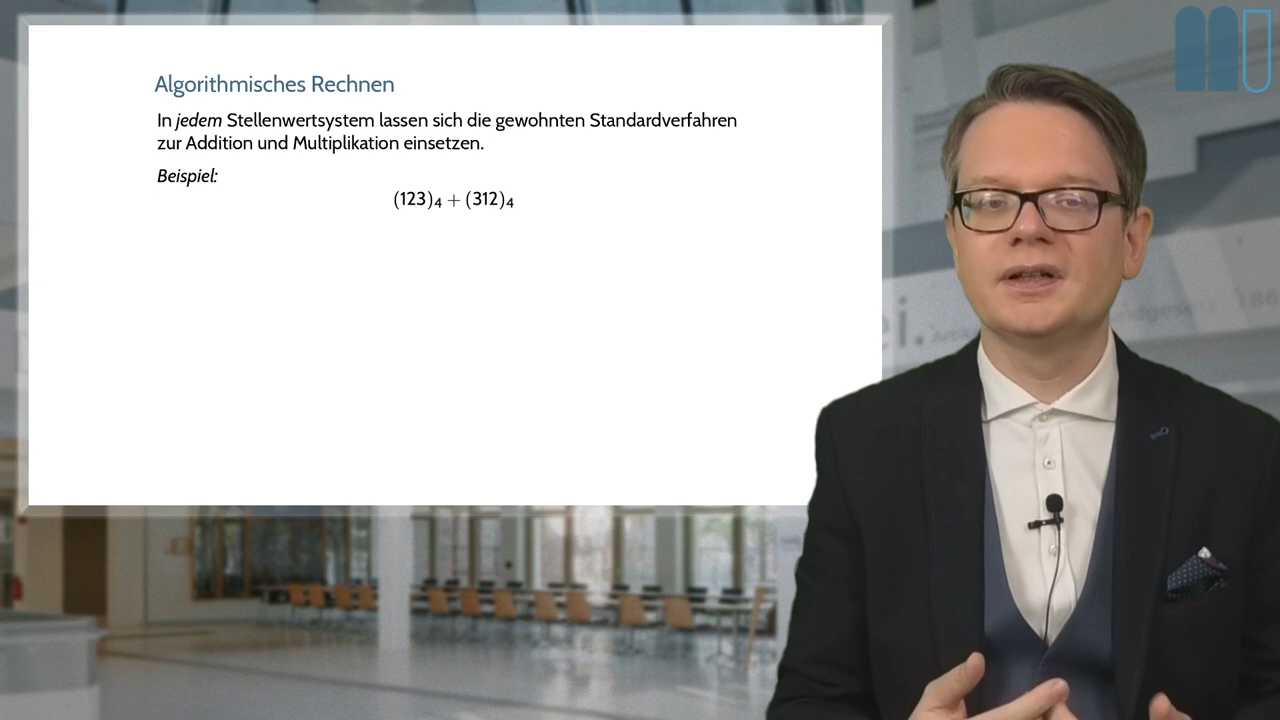 Algorithmisches Rechnen
In jedem Stellenwertsystem lassen sich die gewohnten Standardverfahren
zur Addition und Multiplikation einsetzen.
Beispiel:
(123)₄ + (312)₄
ei.